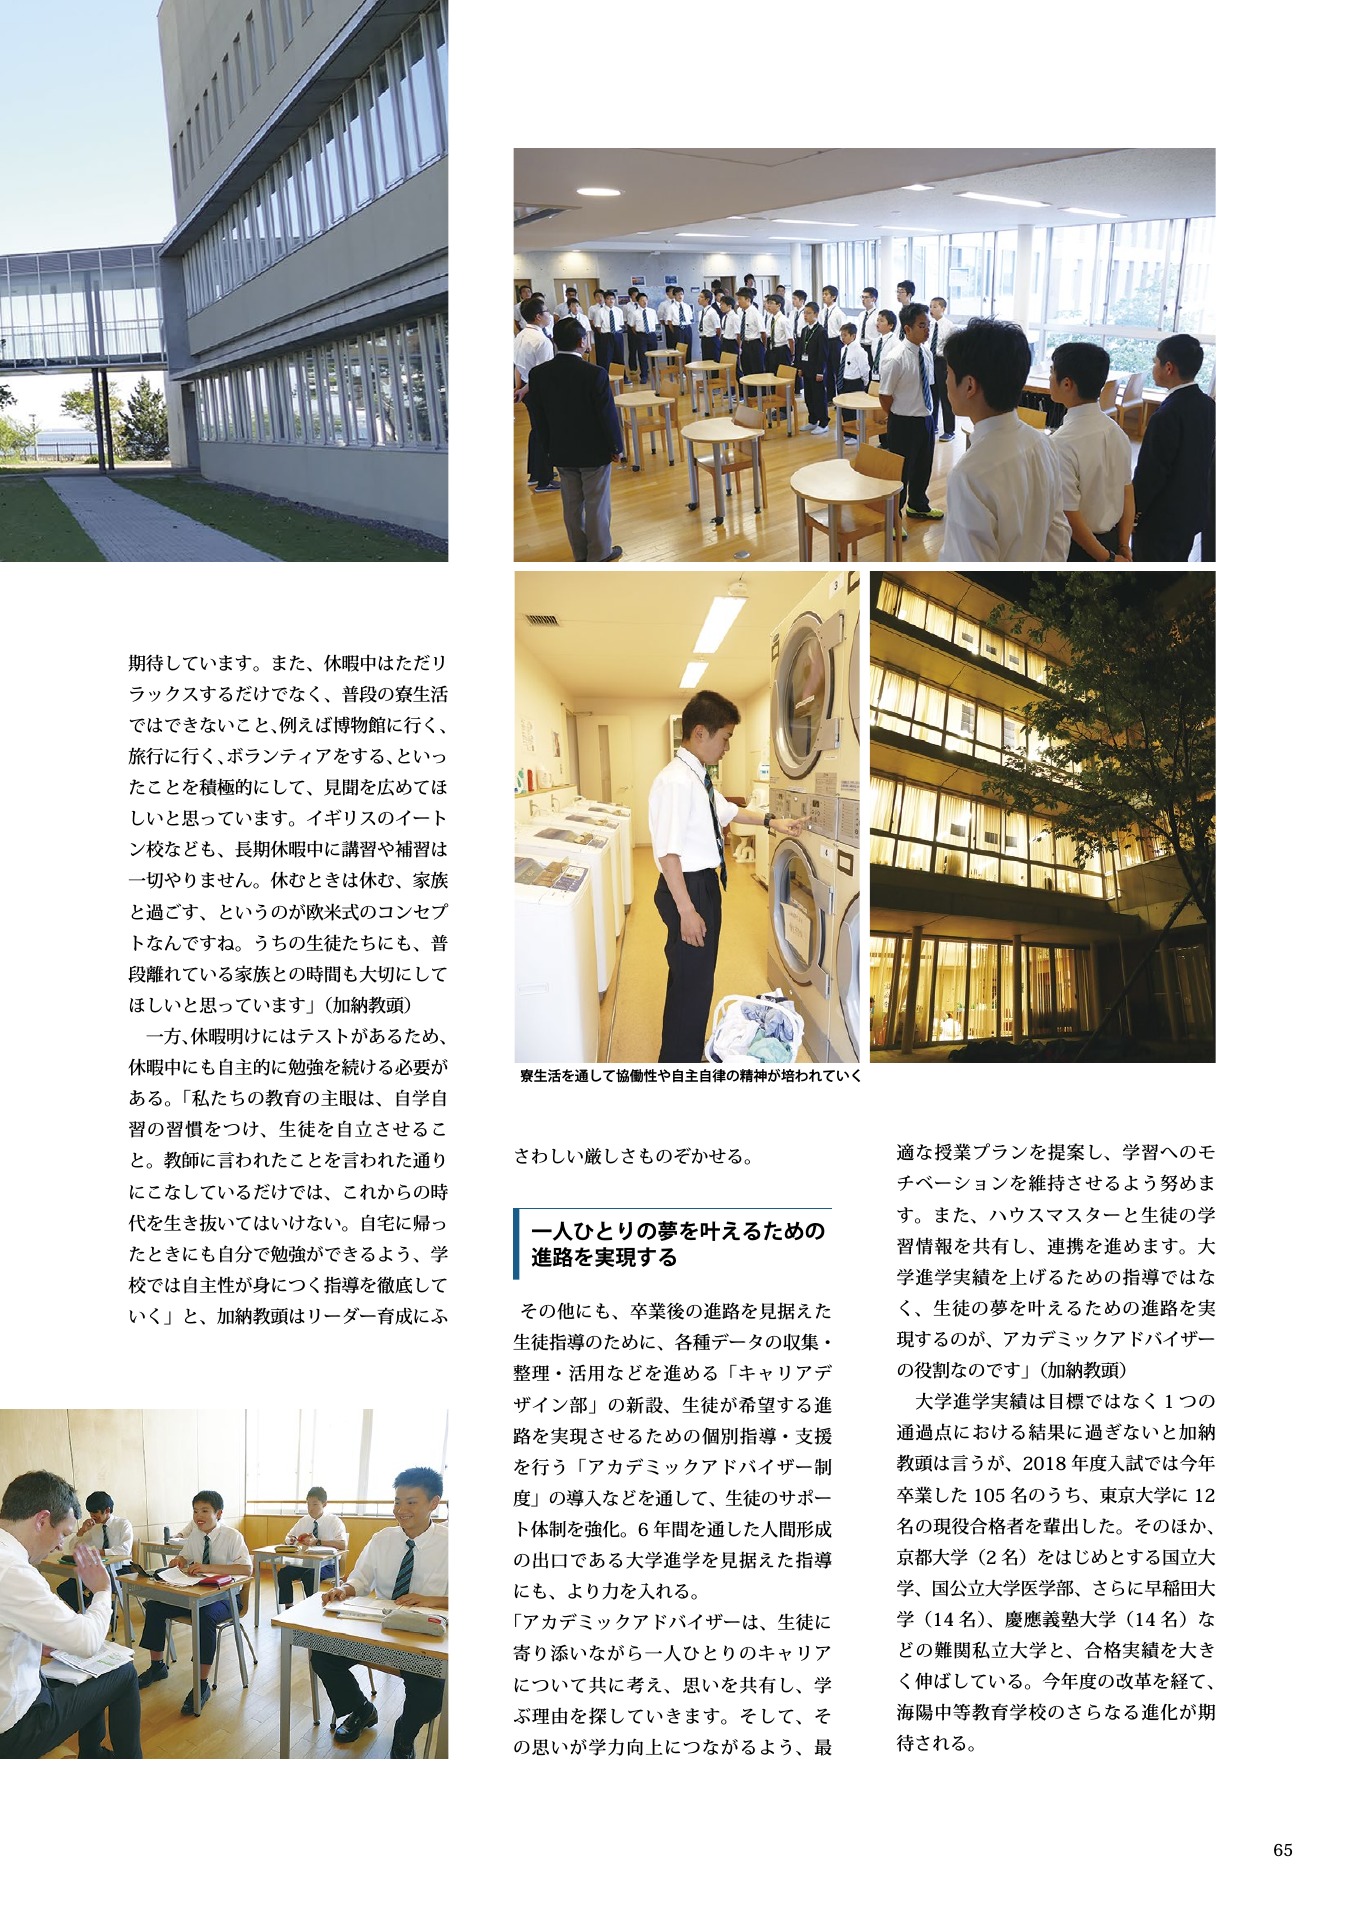 期待しています。また、休暇中はただリ
ラックスするだけでなく、普段の寮生活
ではできないこと、例えば博物館に行く、
旅行に行く、ボランティアをする、といっ
たことを積極的にして、見聞を広めてほ
しいと思っています。イギリスのイート
ン校なども、長期休暇中に講習や補習は
一切やりません。休むときは休む、家族
と過ごす、というのが欧米式のコンセプ
トなんですね。うちの生徒たちにも、普
段離れている家族との時間も大切にして
ほしいと思っています」（加納教頭）
　一方、休暇明けにはテストがあるため、
休暇中にも自主的に勉強を続ける必要が
ある。「私たちの教育の主眼は、自学自
習の習慣をつけ、生徒を自立させるこ
と。教師に言われたことを言われた通り
にこなしているだけでは、これからの時
代を生き抜いてはいけない。自宅に帰っ
たときにも自分で勉強ができるよう、学
校では自主性が身につく指導を徹底して
いく」と、加納教頭はリーダー育成にふ
寮生活を通して協働性や自主自律の精神が培われていく
さわしい厳しさものぞかせる。
一人ひとりの夢を叶えるための
進路を実現する
その他にも、卒業後の進路を見据えた
生徒指導のために、各種データの収集・
整理・活用などを進める「キャリアデ
ザイン部」の新設、生徒が希望する進
路を実現させるための個別指導・支援
を行う「アカデミックアドバイザー制
度」の導入などを通して、生徒のサポー
ト体制を強化。6 年間を通した人間形成
の出口である大学進学を見据えた指導
にも、より力を入れる。
「アカデミックアドバイザーは、生徒に
寄り添いながら一人ひとりのキャリア
について共に考え、思いを共有し、学
ぶ理由を探していきます。そして、そ
の思いが学力向上につながるよう、最
適な授業プランを提案し、学習へのモ
チベーションを維持させるよう努めま
す。また、ハウスマスターと生徒の学
習情報を共有し、連携を進めます。大
学進学実績を上げるための指導ではな
く、生徒の夢を叶えるための進路を実
現するのが、アカデミックアドバイザー
の役割なのです」（加納教頭）
　大学進学実績は目標ではなく 1 つの
通過点における結果に過ぎないと加納
教頭は言うが、2018 年度入試では今年
卒業した 105 名のうち、東京大学に 12
名の現役合格者を輩出した。そのほか、
京都大学（2 名）をはじめとする国立大
学、国公立大学医学部、さらに早稲田大
学（14 名）、慶應義塾大学（14 名）な
どの難関私立大学と、合格実績を大き
く伸ばしている。今年度の改革を経て、
海陽中等教育学校のさらなる進化が期
待される。
65